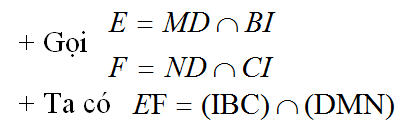 + Gọi E = MD ∩ BI
F = ND ∩ CI
+ Ta có EF = (IBC) ∩ (DMN)